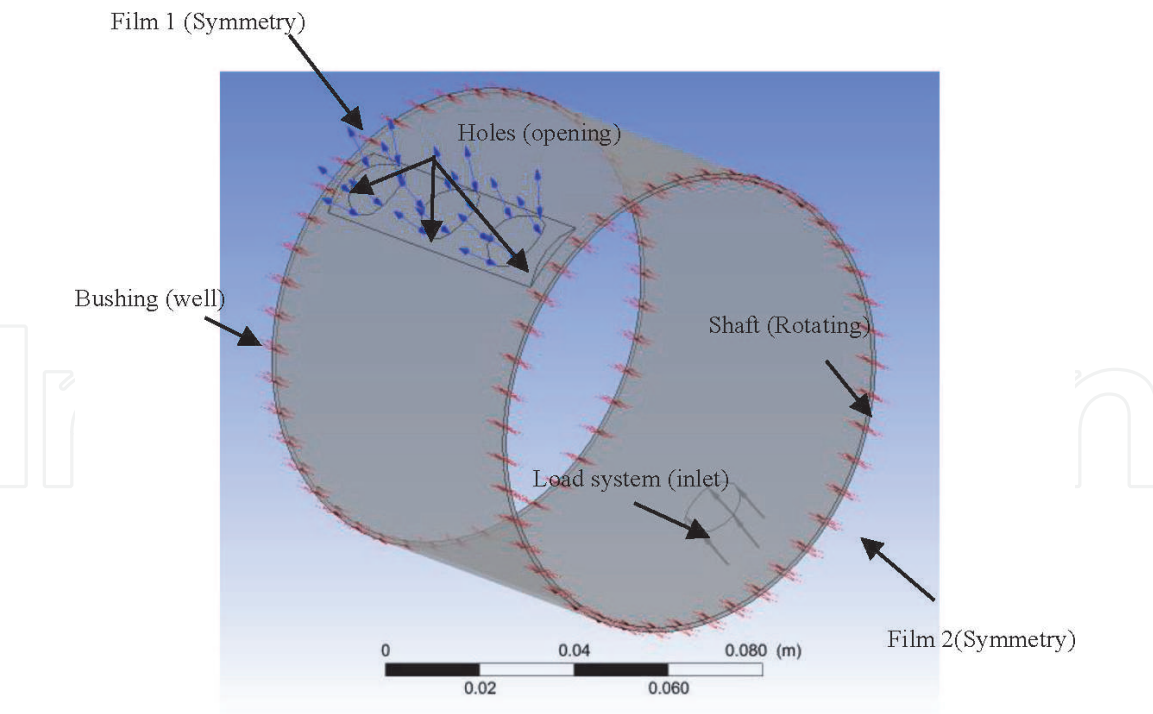 Film 1 (Symmetry)
Holes (opening)
Bushing (well)
Shaft (Rotating)
Load system (inlet)
Film 2(Symmetry)
0 0.04 0.080 (m)
0.02 0.060